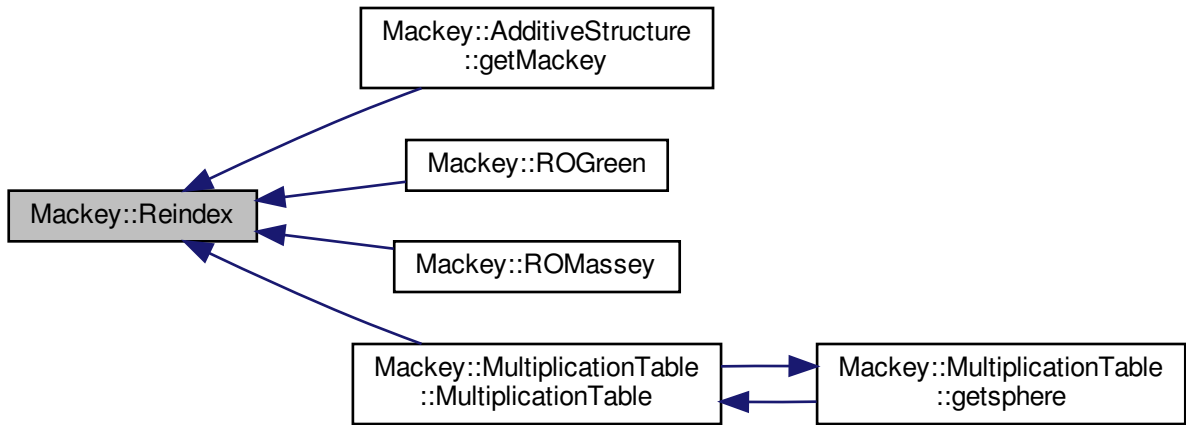 Mackey::AdditiveStructure
::getMackey
Mackey::ROGreen
Mackey::Reindex
Mackey::ROMassey
Mackey::MultiplicationTable
::MultiplicationTable
Mackey::MultiplicationTable
::getsphere